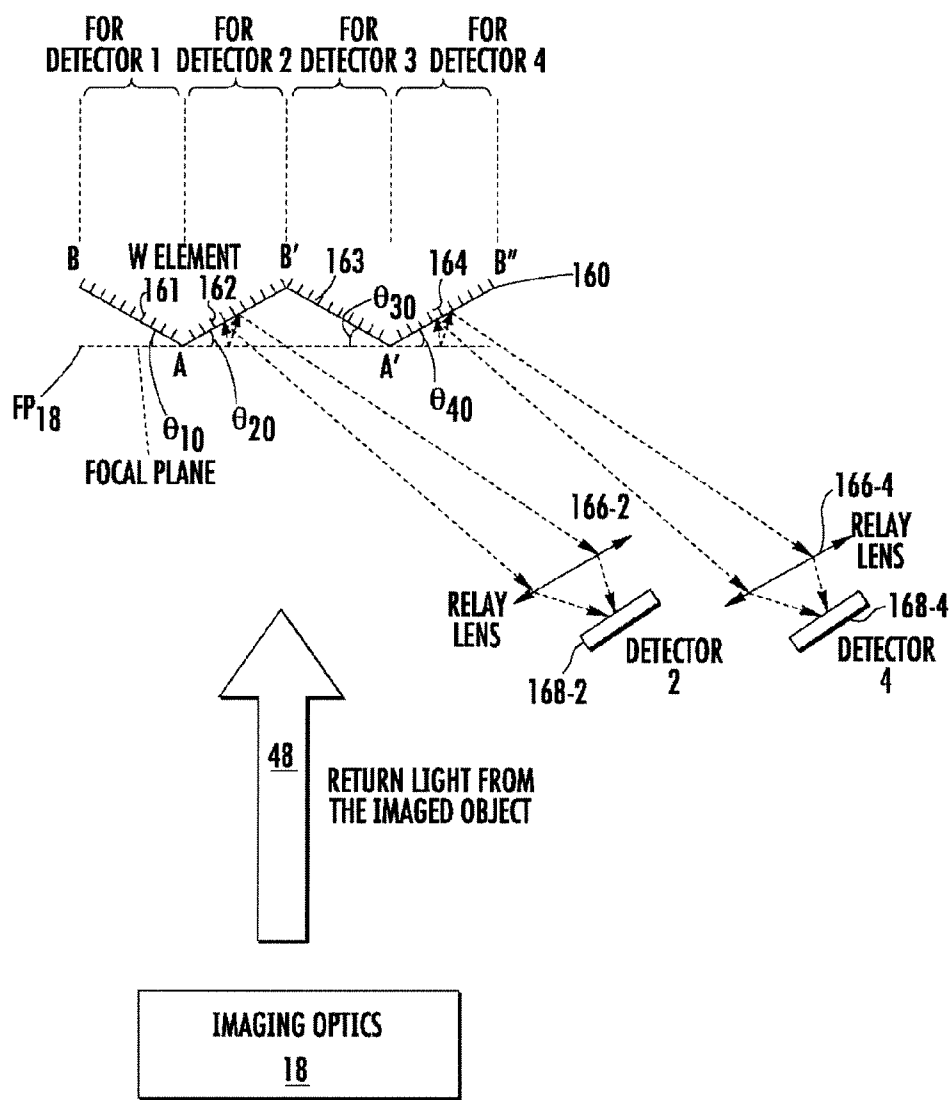 FOR DETECTOR 1
FOR DETECTOR 2
FOR DETECTOR 3
FOR DETECTOR 4
B
W ELEMENT
161
162
B'
163
θ30
164
B"
160
A
A'
FP18
θ10
θ20
θ40
FOCAL PLANE
166-2
166-4
RELAY
LENS
RELAY
LENS
168-4
DETECTOR
2
DETECTOR
4
168-2
48
RETURN LIGHT FROM
THE IMAGED OBJECT
IMAGING OPTICS
18